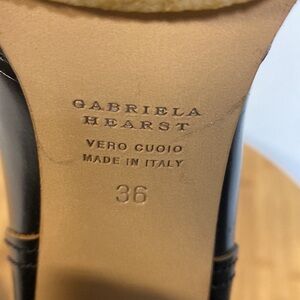 GABRIELA
HEARST
VERO CUOIO
MADE IN ITALY
36